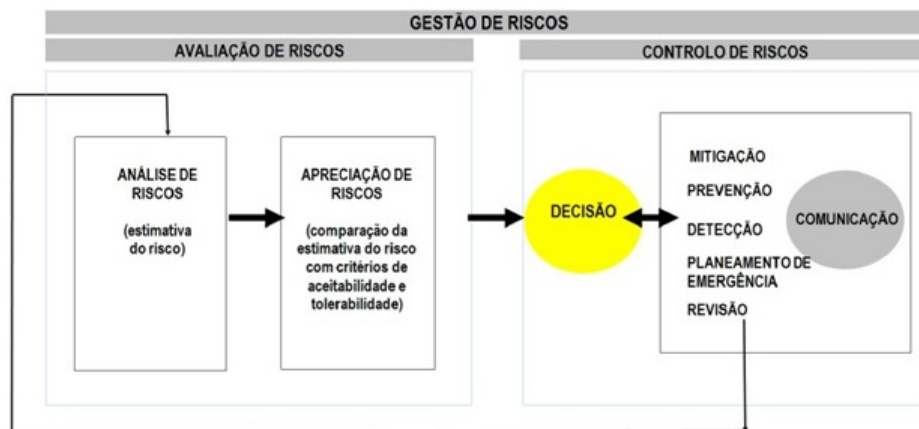 GESTÃO DE RISCOS
AVALIAÇÃO DE RISCOS
CONTROLO DE RISCOS
ANÁLISE DE
RISCOS
(estimativa
do risco)
APRECIAÇÃO DE
RISCOS
(comparação da
estimativa do risco
com critérios de
aceitabilidade e
tolerabilidade)
DECISÃO
MITIGAÇÃO
PREVENÇÃO
DETECÇÃO
PLANEAMENTO DE
EMERGÊNCIA
REVISÃO
COMUNICAÇÃO